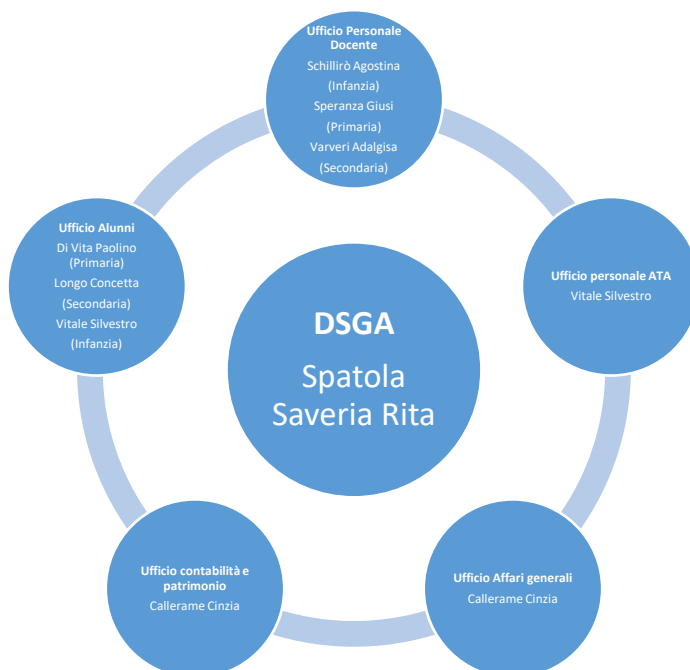 Ufficio Personale
Docente
Schillirò Agostina
(Infanzia)
Speranza Giusi
(Primaria)
Varveri Adalgisa
(Secondaria)
Ufficio Alunni
Di Vita Paolino
(Primaria)
Longo Concetta
(Secondaria)
Vitale Silvestro
(Infanzia)
Ufficio personale ATA
Vitale Silvestro
DSGA
Spatola
Saveria Rita
Ufficio contabilità e
patrimonio
Callerame Cinzia
Ufficio Affari generali
Callerame Cinzia